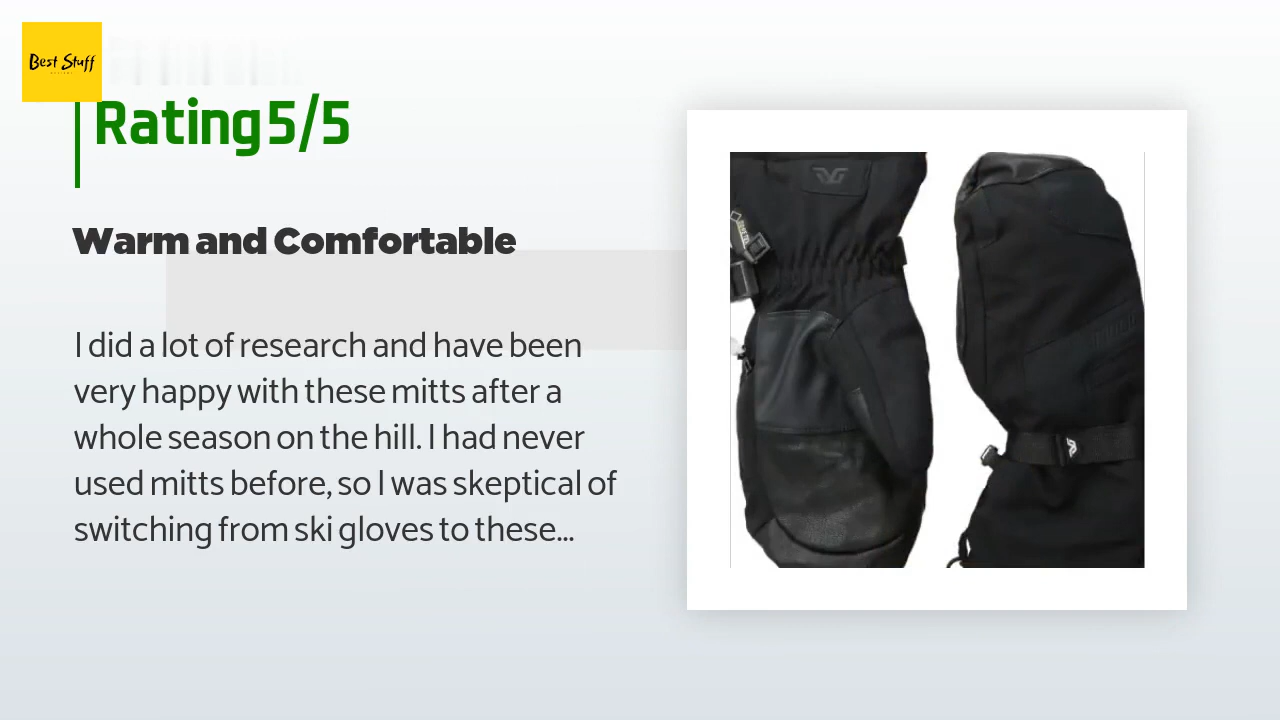 Best Stuff
Rating 5/5
Warm and Comfortable
I did a lot of research and have been
very happy with these mitts after a
whole season on the hill. I had never
used mitts before, so I was skeptical of
switching from ski gloves to these...